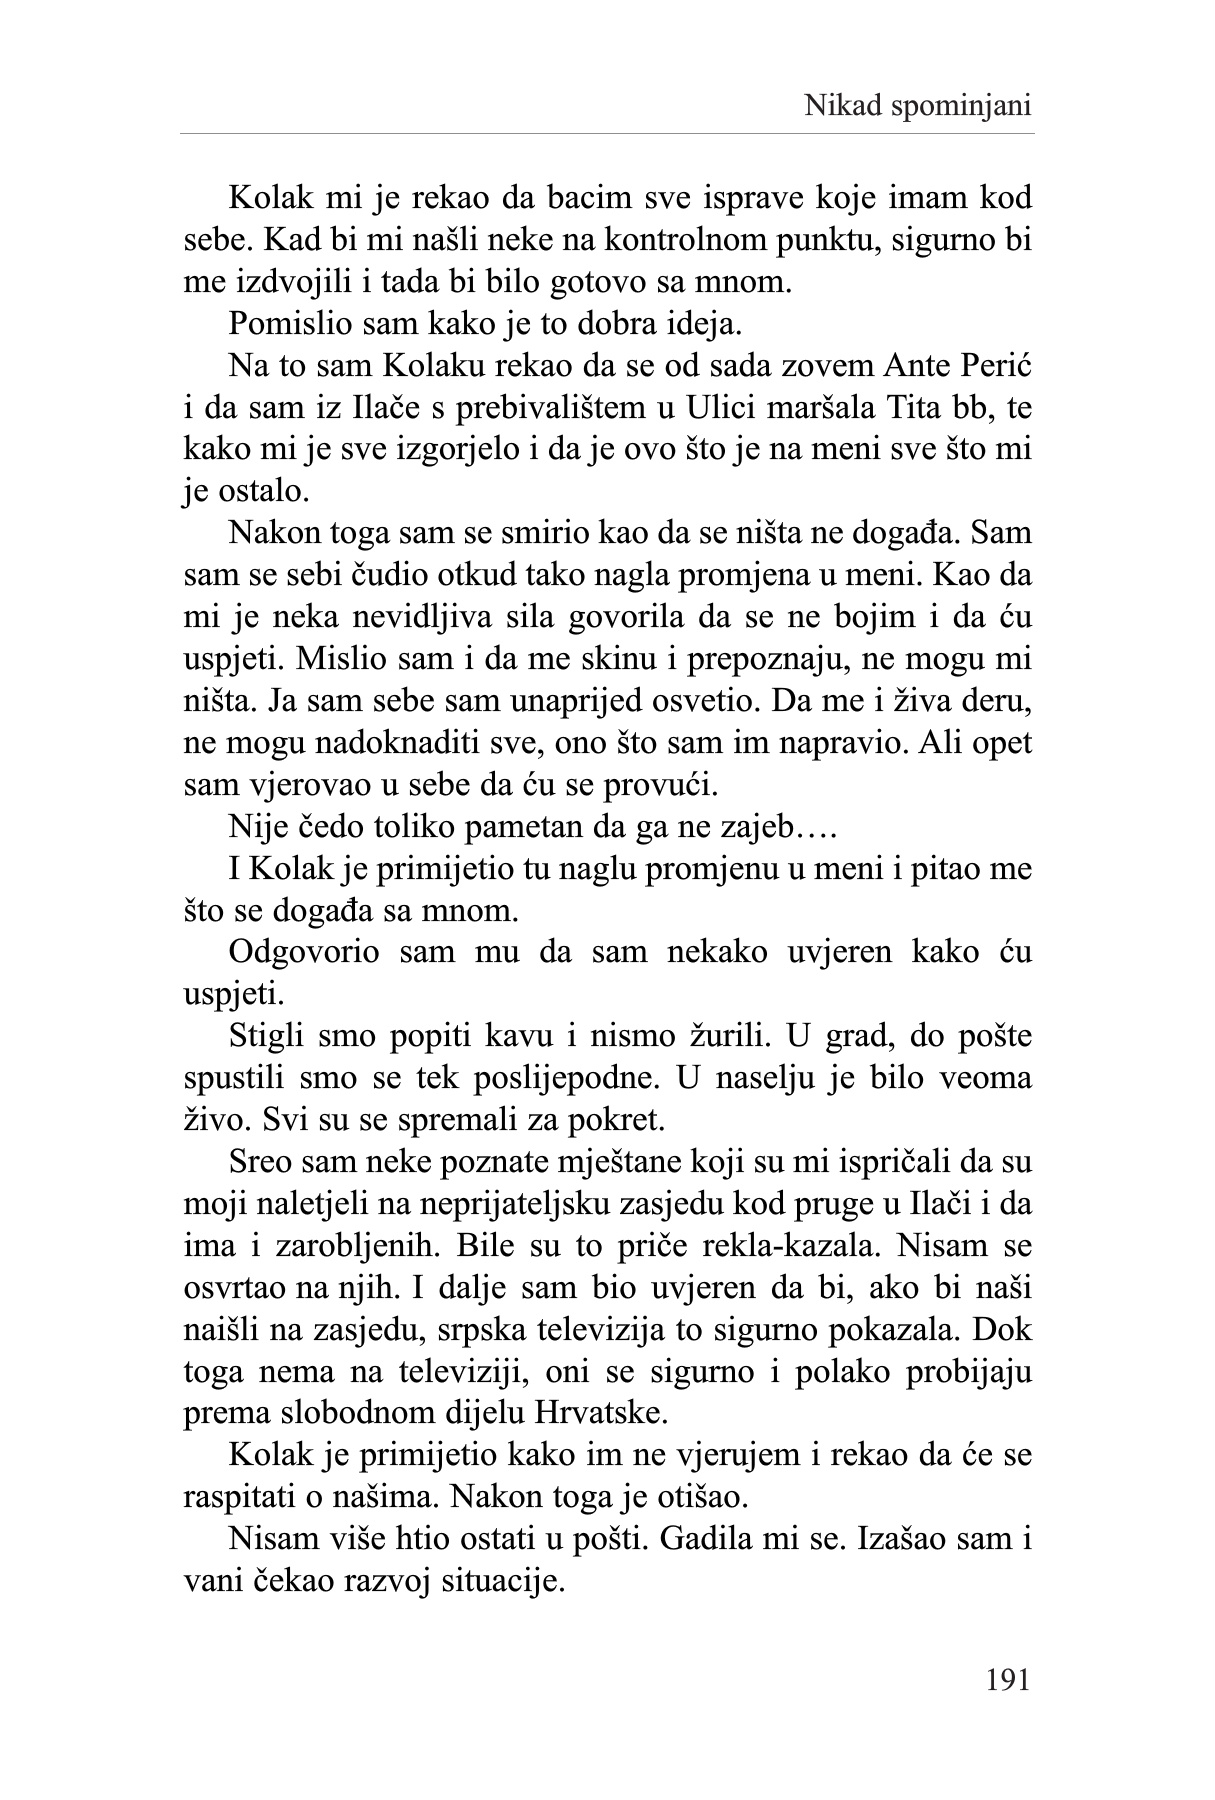 Nikad spominjani
Kolak mi je rekao da bacim sve isprave koje imam kod
sebe. Kad bi mi našli neke na kontrolnom punktu, sigurno bi
me izdvojili i tada bi bilo gotovo sa mnom.
Pomislio sam kako je to dobra ideja.
Na to sam Kolaku rekao da se od sada zovem Ante Perić
i da sam iz Ilače s prebivalištem u Ulici maršala Tita bb, te
kako mi je sve izgorjelo i da je ovo što je na meni sve što mi
je ostalo.
Nakon toga sam se smirio kao da se ništa ne događa. Sam
sam se sebi čudio otkud tako nagla promjena u meni. Kao da
mi je neka nevidljiva sila govorila da se ne bojim i da ću
uspjeti. Mislio sam i da me skinu i prepoznaju, ne mogu mi
ništa. Ja sam sebe sam unaprijed osvetio. Da me i živa deru,
ne mogu nadoknaditi sve, ono što sam im napravio. Ali opet
sam vjerovao u sebe da ću se provući.
Nije čedo toliko pametan da ga ne zajeb….
I Kolak je primijetio tu naglu promjenu u meni i pitao me
što se događa sa mnom.
Odgovorio sam mu da sam nekako uvjeren kako ću
uspjeti.
Stigli smo popiti kavu i nismo žurili. U grad, do pošte
spustili smo se tek poslijepodne. U naselju je bilo veoma
živo. Svi su se spremali za pokret.
Sreo sam neke poznate mještane koji su mi ispričali da su
moji naletjeli na neprijateljsku zasjedu kod pruge u Ilači i da
ima i zarobljenih. Bile su to priče rekla-kazala. Nisam se
osvrtao na njih. I dalje sam bio uvjeren da bi, ako bi naši
naišli na zasjedu, srpska televizija to sigurno pokazala. Dok
toga nema na televiziji, oni se sigurno i polako probijaju
prema slobodnom dijelu Hrvatske.
Kolak je primijetio kako im ne vjerujem i rekao da će se
raspitati o našima. Nakon toga je otišao.
Nisam više htio ostati u pošti. Gadila mi se. Izašao sam i
vani čekao razvoj situacije.
191